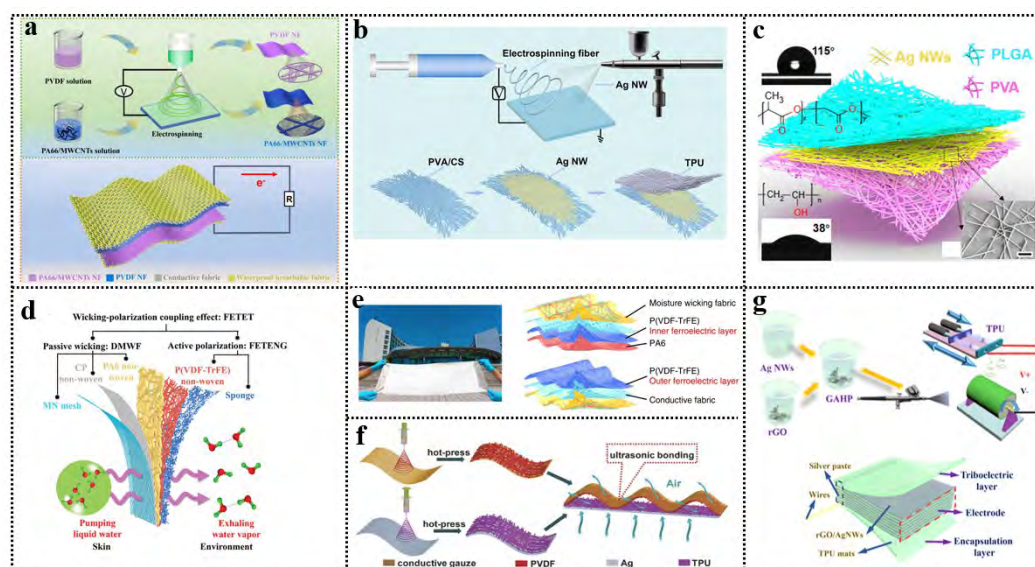 a
PVDF solution
PVDF NF
V
Electrospinning
PA66/MWCNTs solution
PA66/MWCNTs NF
e-
R
PA66/MWCNTs NF
PVDF NF
Conductive fabric
Waterproof breathable fabric
b
Electrospinning fiber
Ag NW
V
PVA/CS
Ag NW
TPU
c
115°
Ag NWs
PLGA
PVA
CH3
O
O
O
O
CH2
CH
n
OH
38°
d
Wicking-polarization coupling effect: FETET
Passive wicking: DMWF
Active polarization: FETENG
CP
non-woven
PA6 non-
woven
P(VDF-TrFE)
non-woven
MN mesh
Sponge
Pumping
liquid water
Skin
Exhaling
water vapor
Environment
e
Moisture wicking fabric
P(VDF-TrFE)
Inner ferroelectric layer
PA6
P(VDF-TrFE)
Outer ferroelectric layer
Conductive fabric
f
hot-press
ultrasonic bonding
Air
hot-press
conductive gauze
PVDF
Ag
TPU
g
Ag NWs
rGO
GAHP
TPU
V+
V-
Silver paste
Wires
rGO/AgNWs
TPU mats
Triboelectric
layer
Electrode
Encapsulation
layer